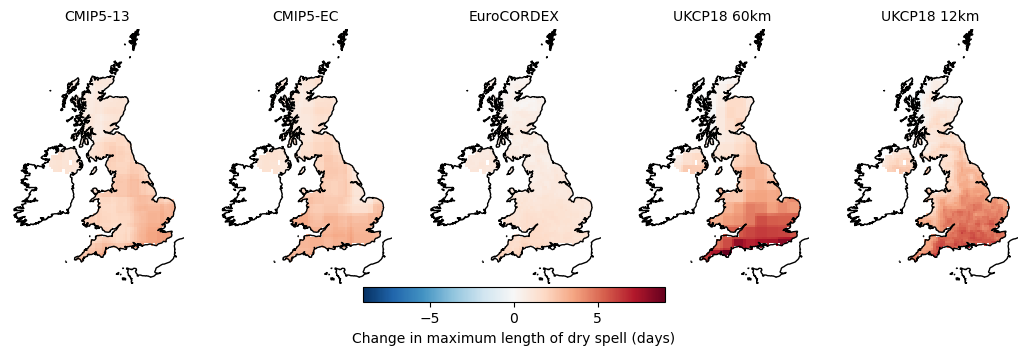 CMIP5-13 CMIP5-EC EuroCORDEX UKCP18 60km UKCP18 12km
−5 0 5
Change in maximum length of dry spell (days)